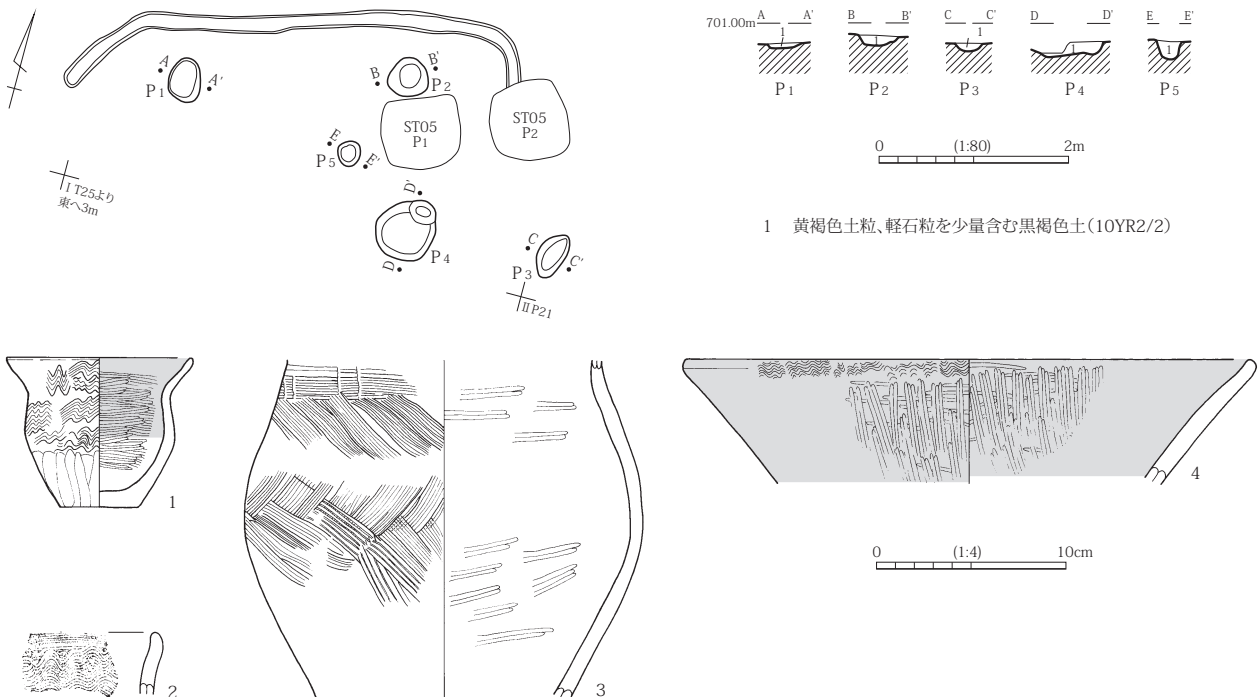 A
P1
A'
B
B'
P2
ST05
P1
ST05
P2
E
P5
E'
I T25より
東へ3m
D'
D
P4
C
P3
C'
ⅡP21
701.00m
A A' B B' C C' D D' E E'
1 1 1 1 1
P1 P2 P3 P4 P5
0 (1:80) 2m
1 黄褐色土粒、軽石粒を少量含む黒褐色土(10YR2/2)
1
2
3
4
0 (1:4) 10cm